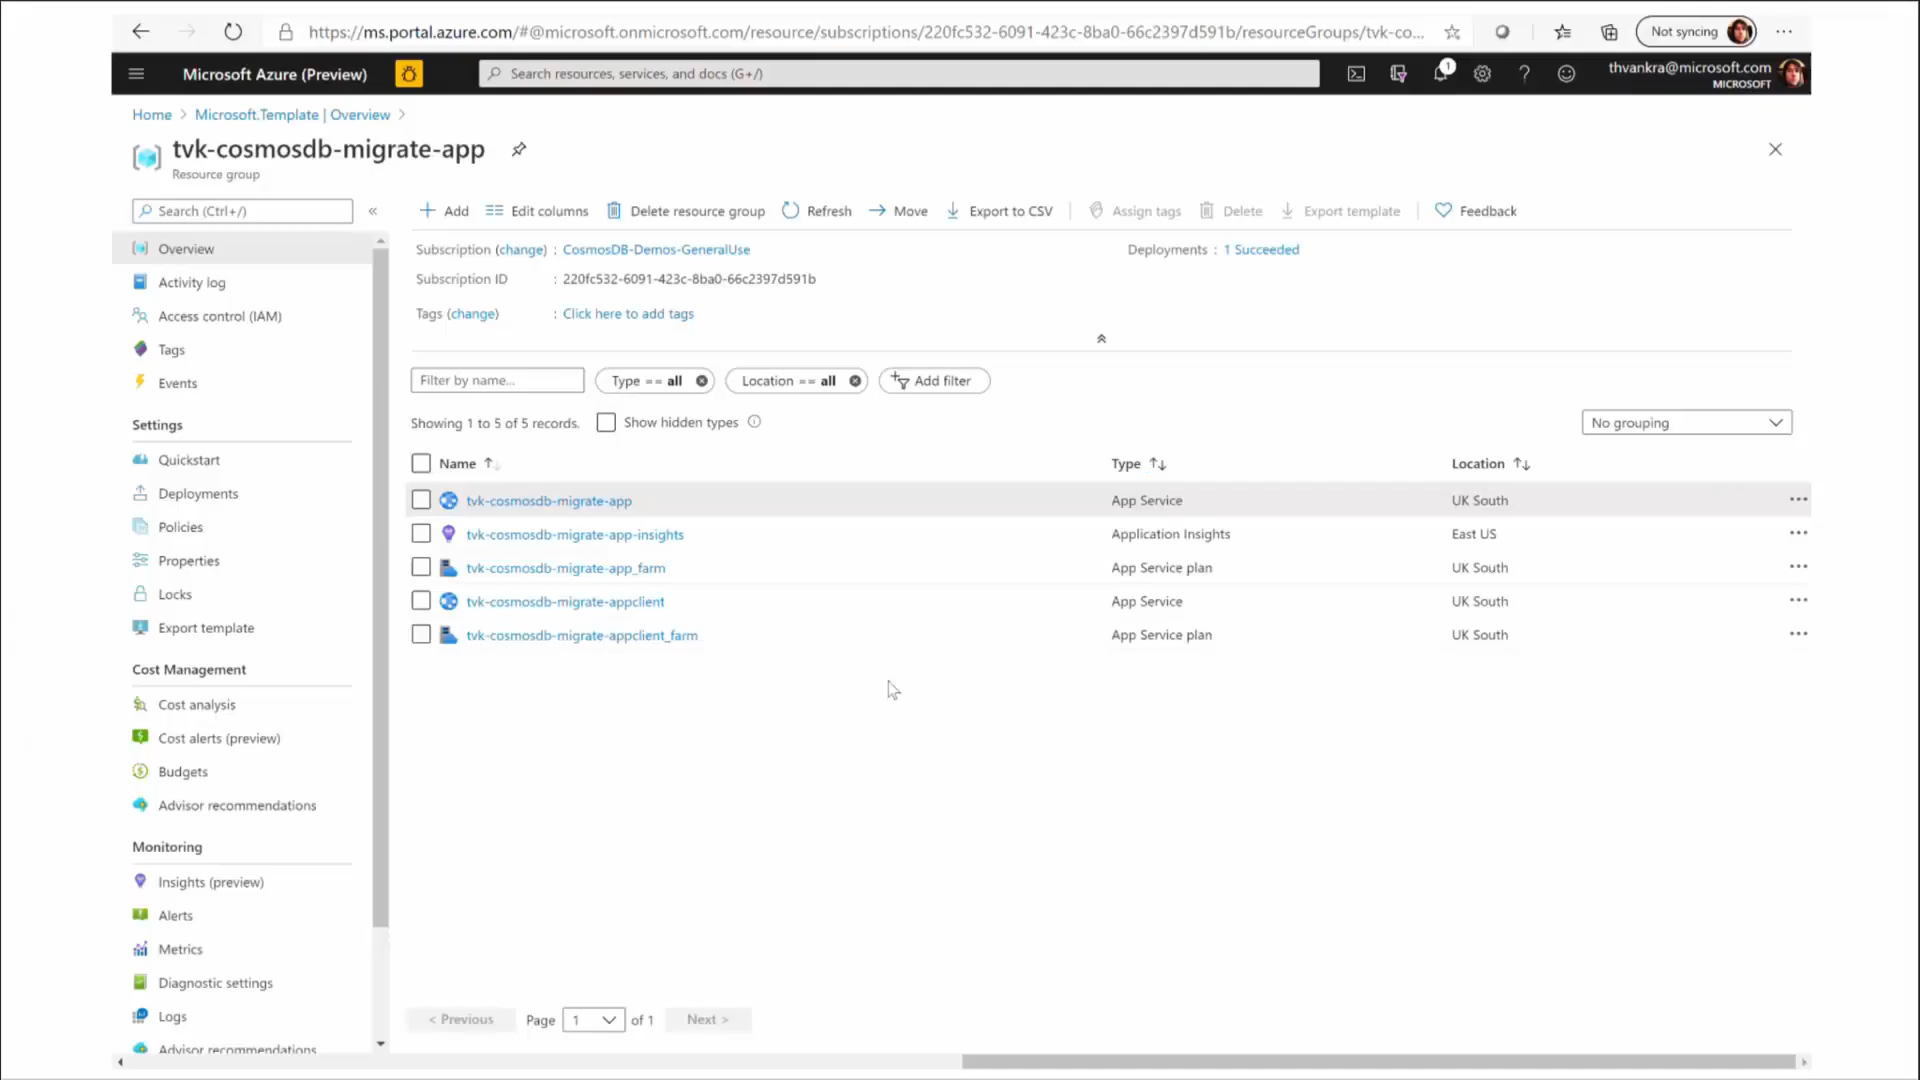 https://ms.portal.azure.com/#@microsoft.onmicrosoft.com/resource/subscriptions/220fc532-6091-423c-8ba0-66c2397d591b/resourceGroups/tvk-co...
Not syncing
Microsoft Azure (Preview)
Search resources, services, and docs (G+/)
1
thvankra@microsoft.com
MICROSOFT
Home > Microsoft.Template | Overview >
tvk-cosmosdb-migrate-app
Resource group
Search (Ctrl+/)
«
Add
Edit columns
Delete resource group
Refresh
Move
Export to CSV
Assign tags
Delete
Export template
Feedback
Overview
Activity log
Access control (IAM)
Tags
Events
Settings
Quickstart
Deployments
Policies
Properties
Locks
Export template
Cost Management
Cost analysis
Cost alerts (preview)
Budgets
Advisor recommendations
Monitoring
Insights (preview)
Alerts
Metrics
Diagnostic settings
Logs
Advisor recommendations
Subscription (change) : CosmosDB-Demos-GeneralUse
Deployments : 1 Succeeded
Subscription ID : 220fc532-6091-423c-8ba0-66c2397d591b
Tags (change) : Click here to add tags
Filter by name...
Type == all
Location == all
Add filter
Showing 1 to 5 of 5 records.
Show hidden types
No grouping
Name Type Location
tvk-cosmosdb-migrate-app App Service UK South
tvk-cosmosdb-migrate-app-insights Application Insights East US
tvk-cosmosdb-migrate-app_farm App Service plan UK South
tvk-cosmosdb-migrate-appclient App Service UK South
tvk-cosmosdb-migrate-appclient_farm App Service plan UK South
< Previous Page 1 of 1 Next >